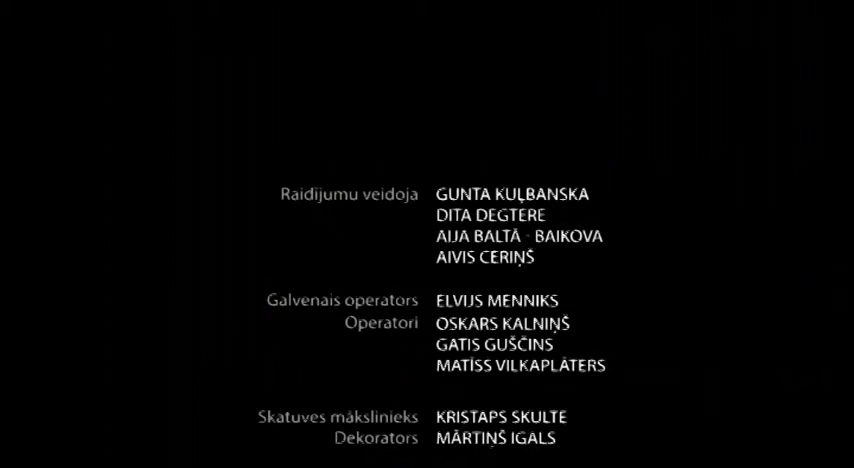 Raidījumu veidoja GUNTA KUĻBANSKA
DITA DEGTERE
AIJA BALTĀ - BAIKOVA
AIVIS CERIŅŠ
Galvenais operators ELVIJS MENNIKS
Operatori OSKARS KALNIŅŠ
GATIS GUŠČINS
MATĪSS VILKAPLĀTERS
Skatuves mākslinieks KRISTAPS SKULTE
Dekorators MĀRTIŅŠ IGALS